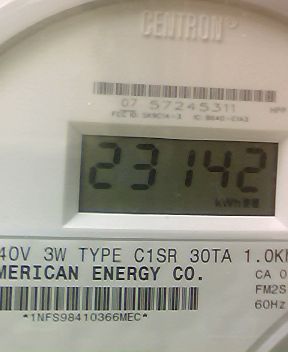 CENTRON®
07 57245311
23142
kWh
40V 3W TYPE C1SR 30TA 1.0K
MERICAN ENERGY CO.
CA 0
FM2S
60Hz
*1NFS98410366MEC*